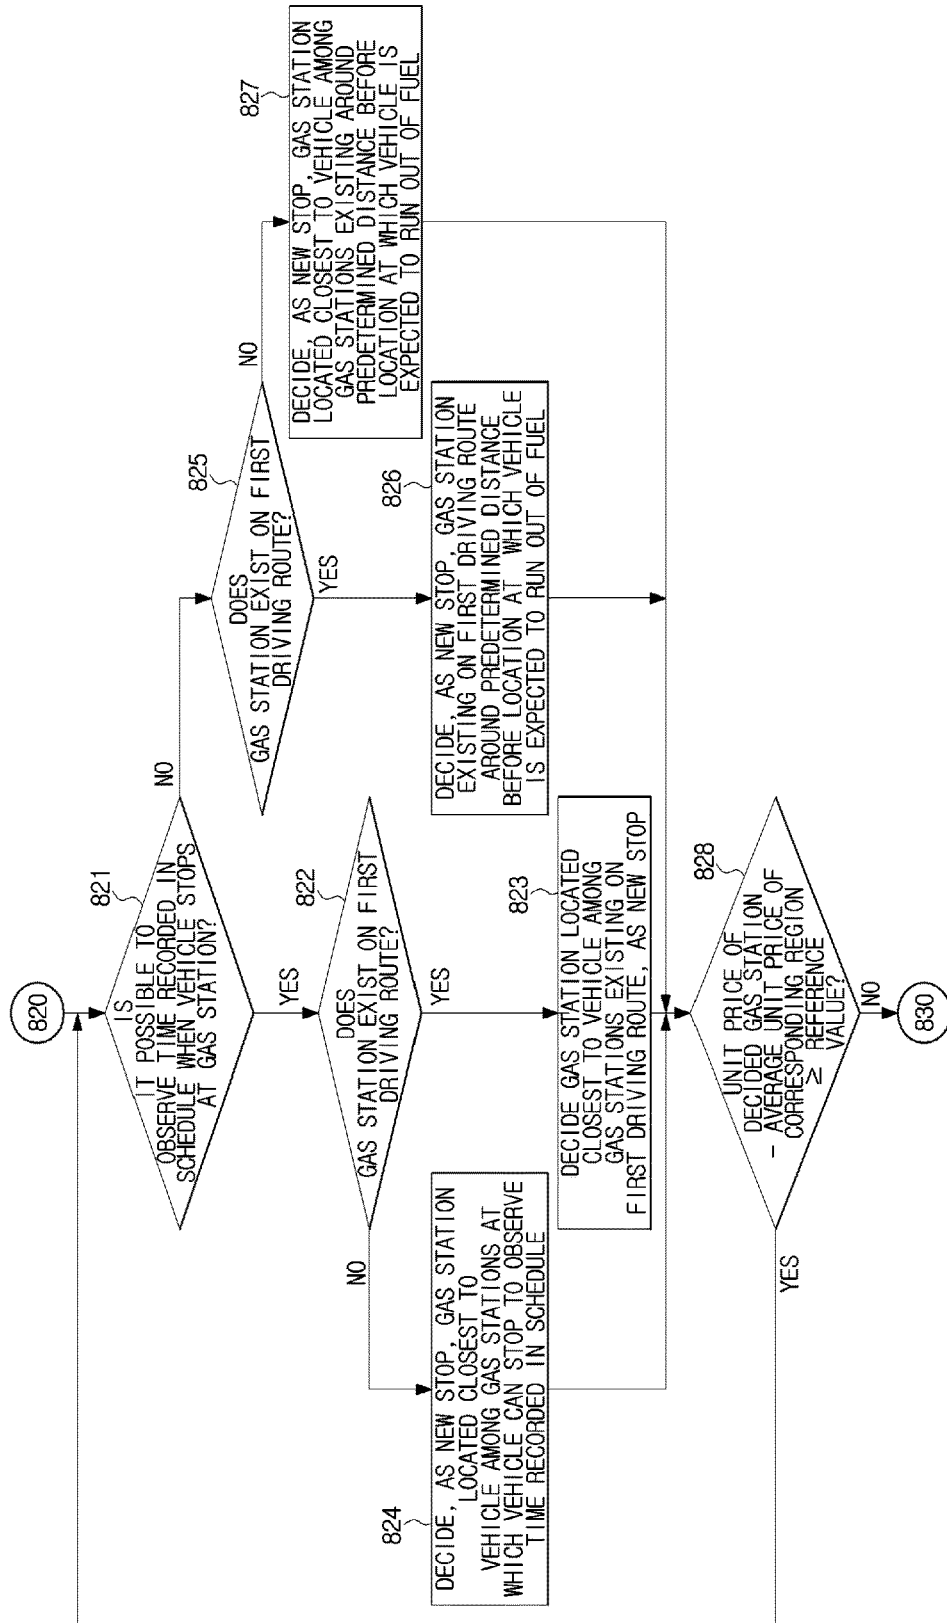 820
821
IS
IT POSSIBLE TO
OBSERVE TIME RECORDED IN
SCHEDULE WHEN VEHICLE STOPS
AT GAS STATION?
NO
YES
822
DOES
GAS STATION EXIST ON FIRST
DRIVING ROUTE?
NO
YES
824
DECIDE, AS NEW STOP, GAS STATION
LOCATED CLOSEST TO
VEHICLE AMONG GAS STATIONS AT
WHICH VEHICLE CAN STOP TO OBSERVE
TIME RECORDED IN SCHEDULE
823
DECIDE GAS STATION LOCATED
CLOSEST TO VEHICLE AMONG
GAS STATIONS EXISTING ON
FIRST DRIVING ROUTE, AS NEW STOP
825
DOES
GAS STATION EXIST ON FIRST
DRIVING ROUTE?
NO
YES
826
DECIDE, AS NEW STOP, GAS STATION
EXISTING ON FIRST DRIVING ROUTE
AROUND PREDETERMINED DISTANCE
BEFORE LOCATION AT WHICH VEHICLE
IS EXPECTED TO RUN OUT OF FUEL
827
DECIDE, AS NEW STOP, GAS STATION
LOCATED CLOSEST TO VEHICLE AMONG
GAS STATIONS EXISTING AROUND
PREDETERMINED DISTANCE BEFORE
LOCATION AT WHICH VEHICLE IS
EXPECTED TO RUN OUT OF FUEL
828
UNIT PRICE OF
DECIDED GAS STATION
- AVERAGE UNIT PRICE OF
CORRESPONDING REGION
≥
REFERENCE
VALUE?
YES
NO
830